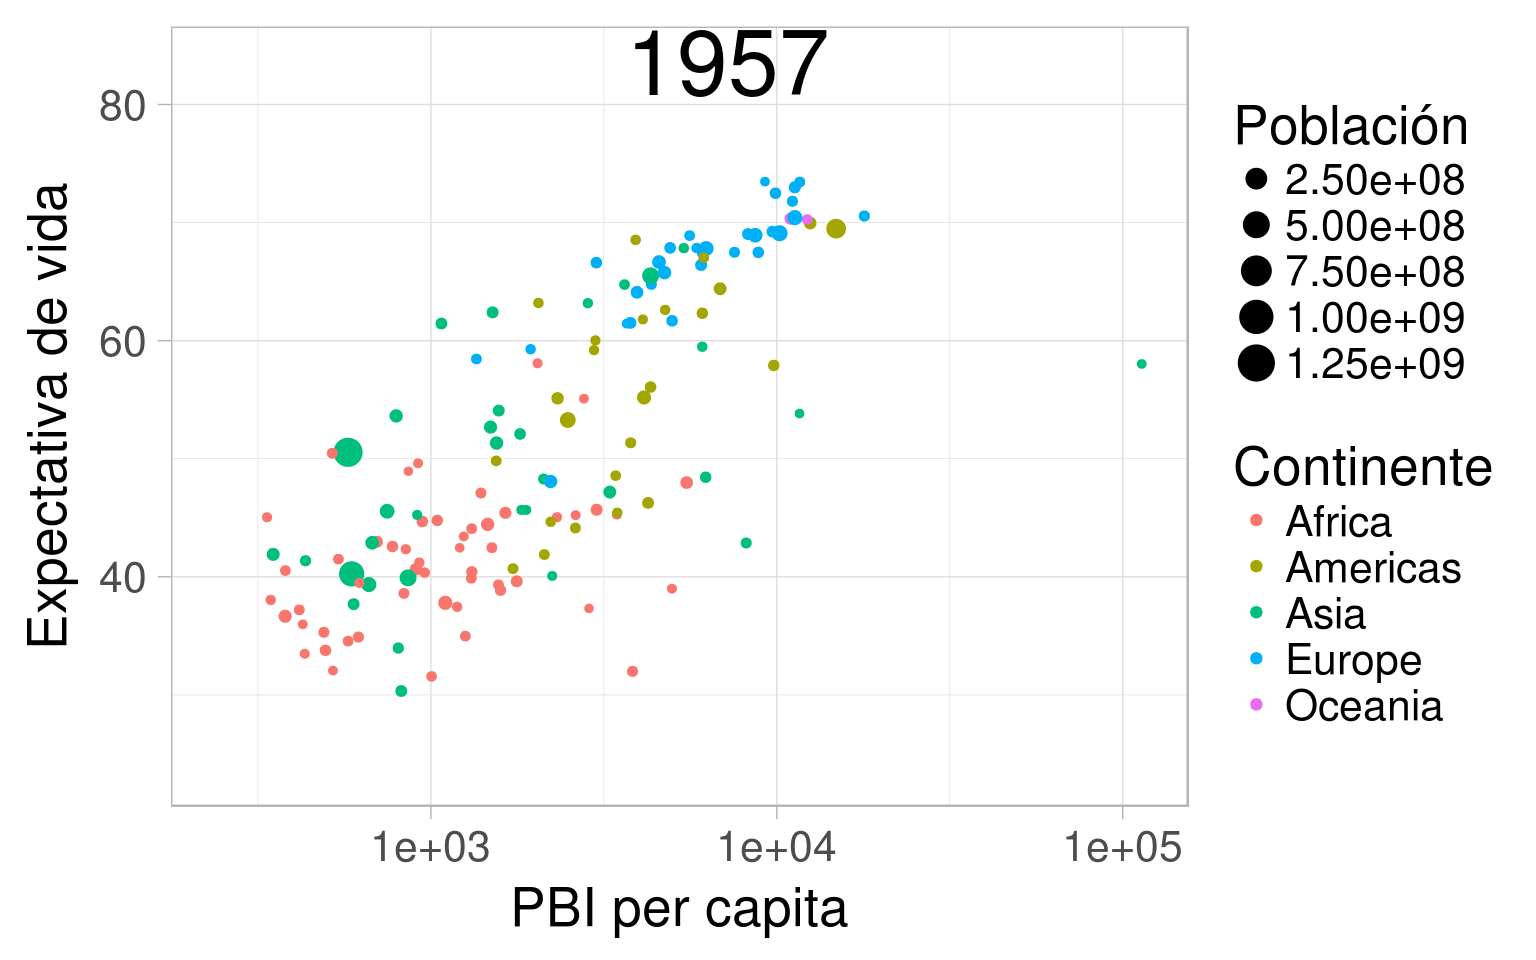 1957
80
60
40
Expectativa de vida
1e+03 1e+04 1e+05
PBI per capita
Población
2.50e+08
5.00e+08
7.50e+08
1.00e+09
1.25e+09
Continente
Africa
Americas
Asia
Europe
Oceania